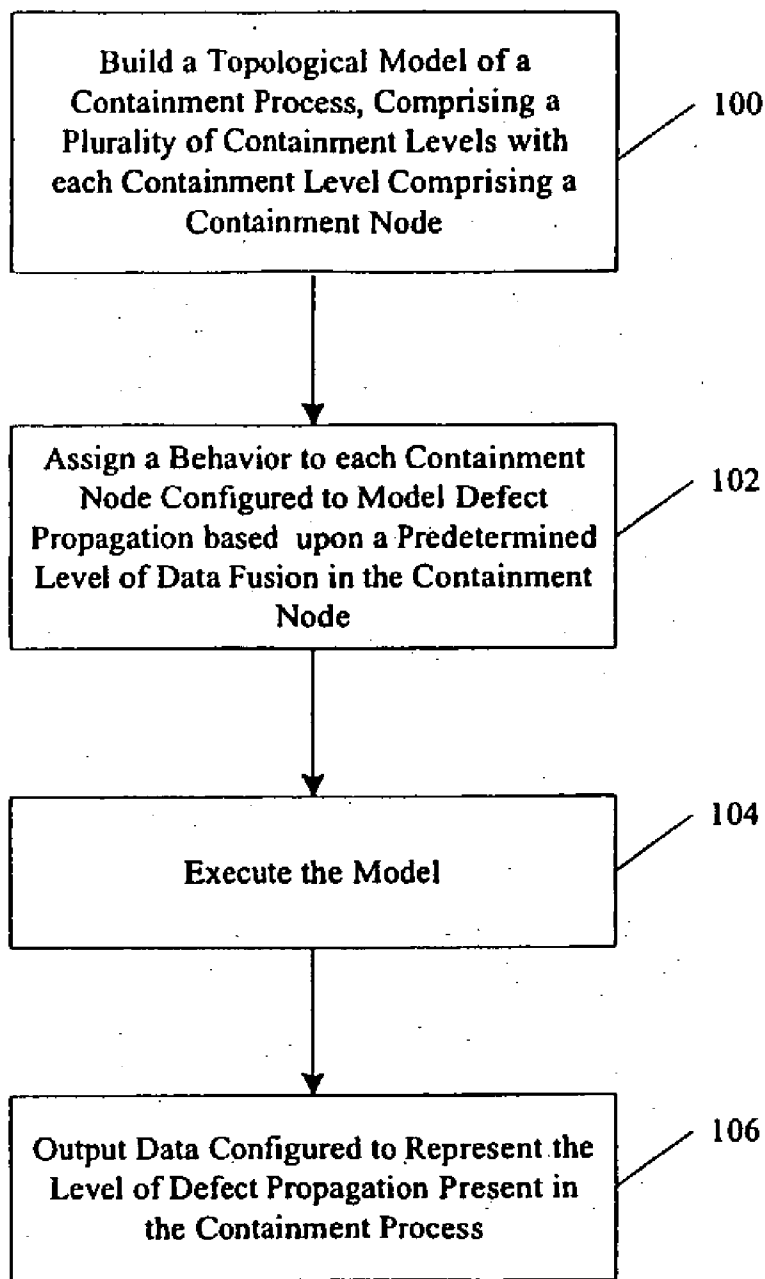 Build a Topological Model of a
Containment Process, Comprising a
Plurality of Containment Levels with
each Containment Level Comprising a
Containment Node
100
Assign a Behavior to each Containment
Node Configured to Model Defect
Propagation based upon a Predetermined
Level of Data Fusion in the Containment
Node
102
Execute the Model
104
Output Data Configured to Represent the
Level of Defect Propagation Present in
the Containment Process
106